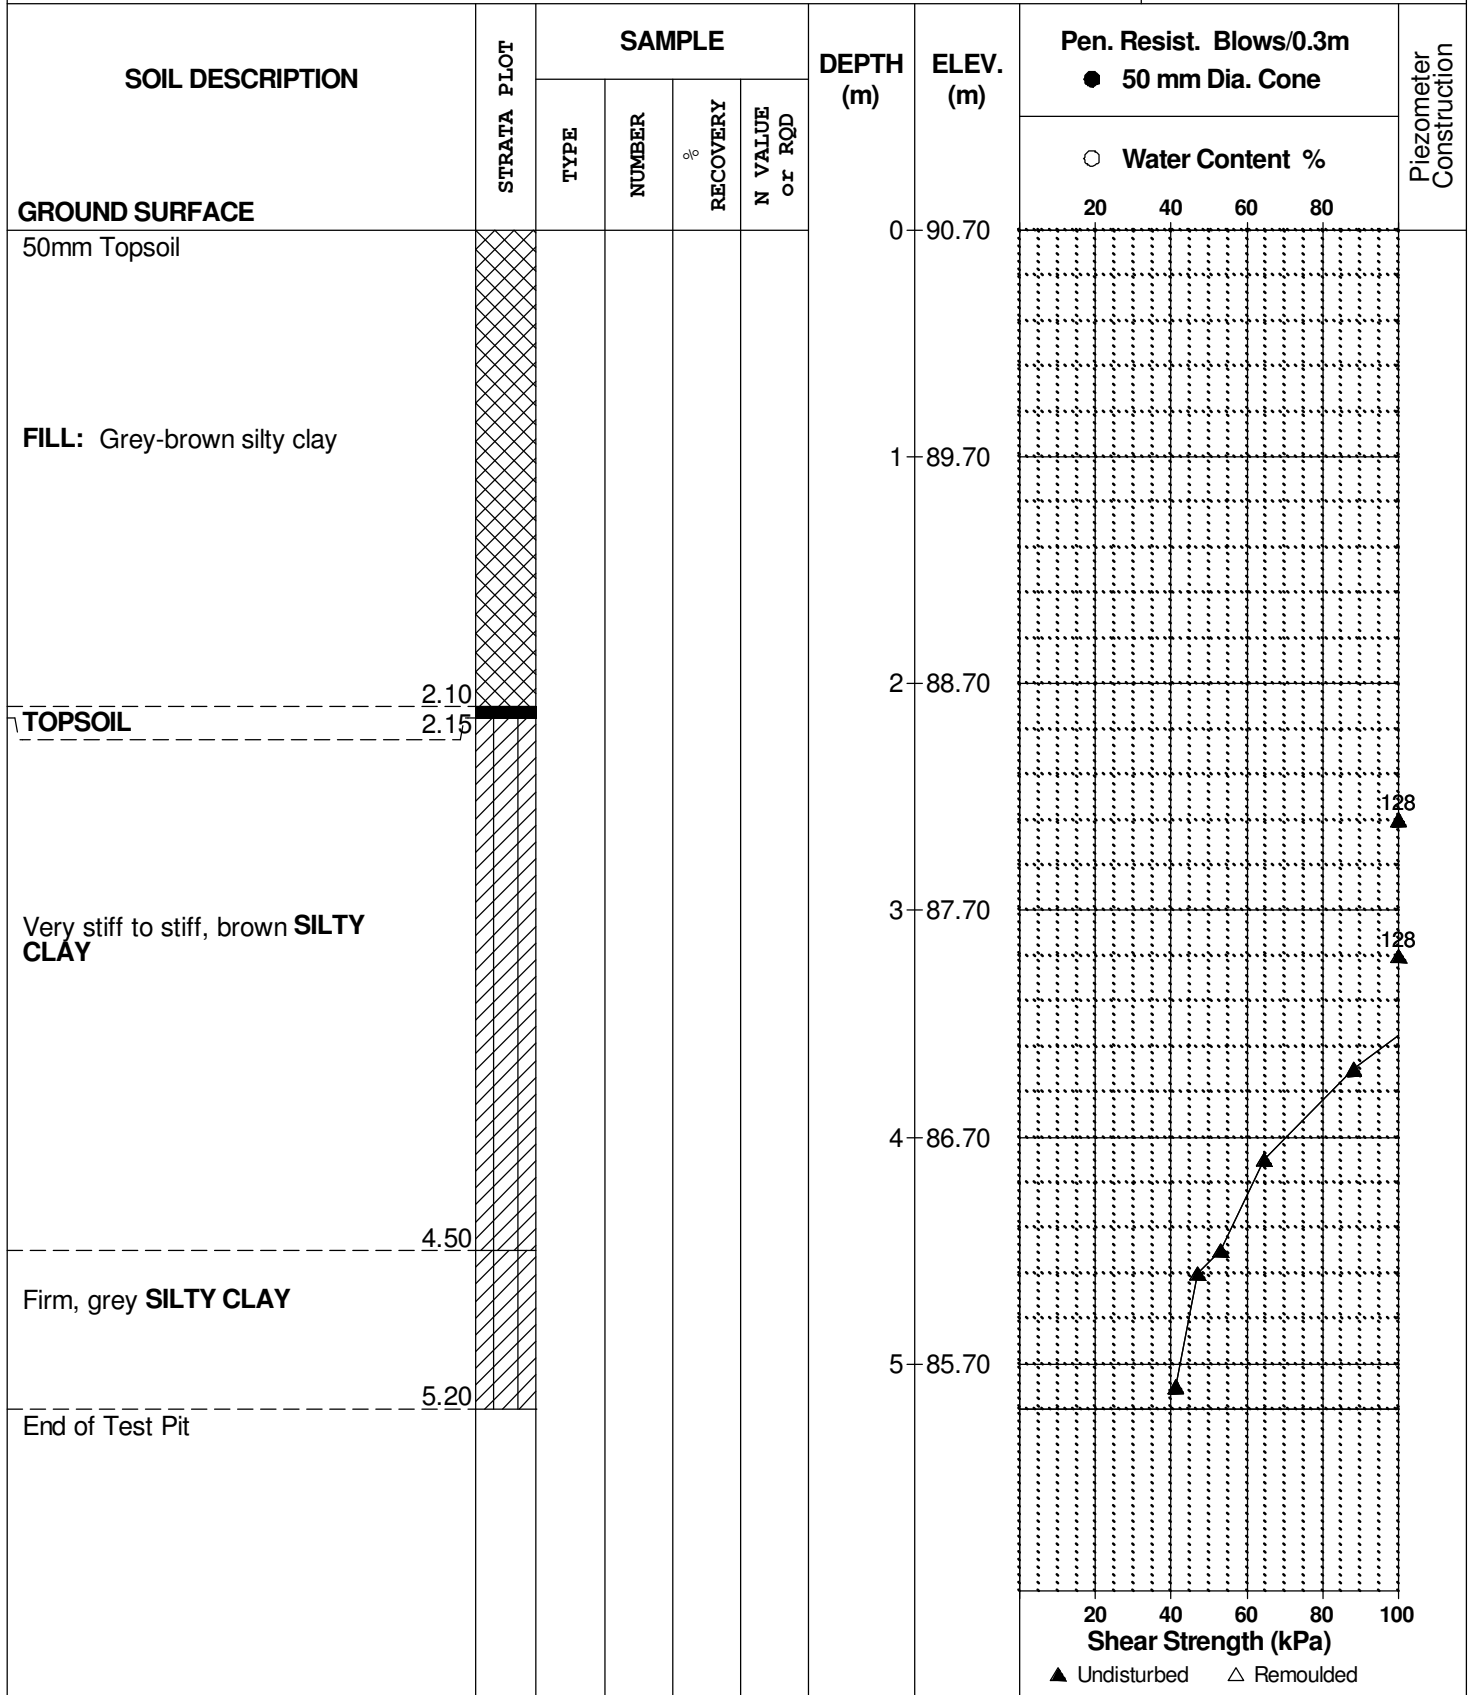 SOIL DESCRIPTION
GROUND SURFACE
STRATA PLOT
SAMPLE
TYPE
NUMBER
%
RECOVERY
N VALUE
or RQD
DEPTH
(m)
ELEV.
(m)
Pen. Resist. Blows/0.3m
● 50 mm Dia. Cone
○ Water Content %
20 40 60 80
Piezometer
Construction
50mm Topsoil
0 90.70
FILL: Grey-brown silty clay
1 89.70
2 88.70
2.10
TOPSOIL 2.15
128
3 87.70
Very stiff to stiff, brown SILTY
CLAY
128
4 86.70
4.50
Firm, grey SILTY CLAY
5 85.70
5.20
End of Test Pit
20 40 60 80 100
Shear Strength (kPa)
▲ Undisturbed △ Remoulded